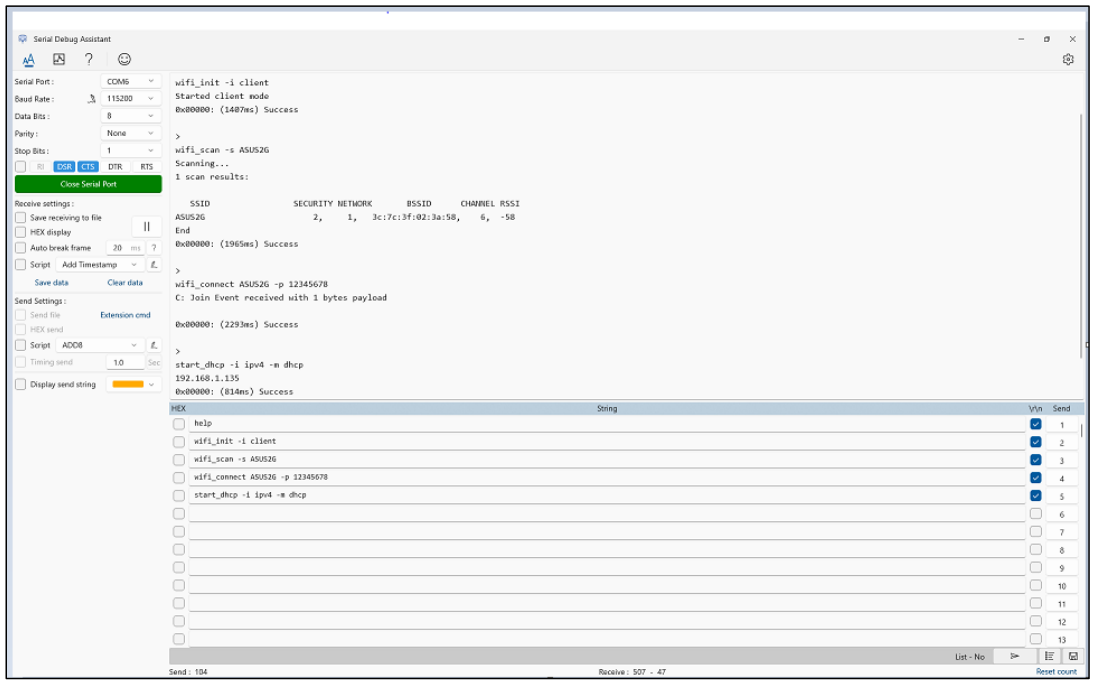 Serial Debug Assistant
Serial Port : COM6
Baud Rate : 115200
Data Bits : 8
Parity : None
Stop Bits : 1
RI DSR CTS DTR RTS
Close Serial Port
Receive settings :
Save receiving to file
HEX display
Auto break frame 20 ms ?
Script Add Timestamp
Save data Clear data
Send Settings :
Send file Extension cmd
HEX send
Script ADD8
Timing send 1.0 Sec
Display send string
wifi_init -i client
Started client mode
0x00000: (1407ms) Success
>
wifi_scan -s ASUS2G
Scanning...
1 scan results:
SSID SECURITY NETWORK BSSID CHANNEL RSSI
ASUS2G 2, 1, 3c:7c:3f:02:3a:58, 6, -58
End
0x00000: (1965ms) Success
>
wifi_connect ASUS2G -p 12345678
C: Join Event received with 1 bytes payload
0x00000: (2293ms) Success
>
start_dhcp -i ipv4 -m dhcp
192.168.1.135
0x00000: (814ms) Success
HEX String \r\n Send
help 1
wifi_init -i client 2
wifi_scan -s ASUS2G 3
wifi_connect ASUS2G -p 12345678 4
start_dhcp -i ipv4 -m dhcp 5
6
7
8
9
10
11
12
13
List - No
Send : 104 Receive : 507 - 47 Reset count